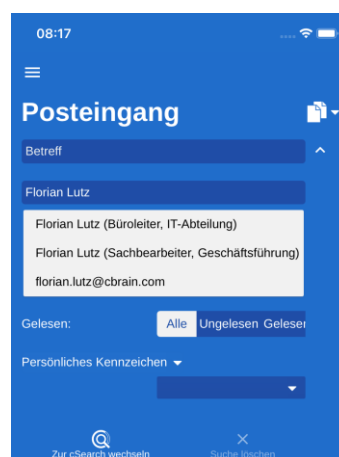 08:17
Posteingang
Betreff
Florian Lutz
Florian Lutz (Büroleiter, IT-Abteilung)
Florian Lutz (Sachbearbeiter, Geschäftsführung)
florian.lutz@cbrain.com
Gelesen: Alle Ungelesen Gelesen
Persönliches Kennzeichen
Zur cSearch wechseln Suche löschen